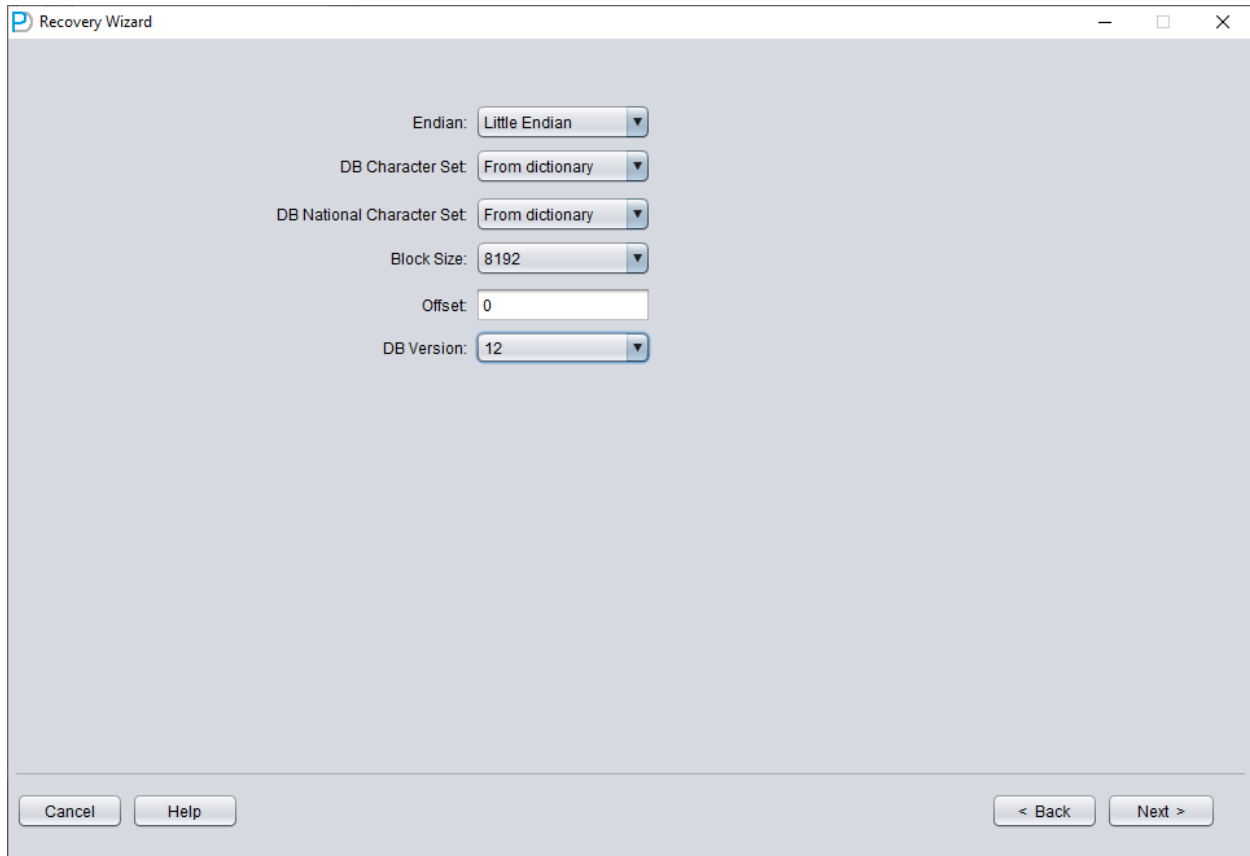 Recovery Wizard
Endian: Little Endian
DB Character Set: From dictionary
DB National Character Set: From dictionary
Block Size: 8192
Offset: 0
DB Version: 12
Cancel Help < Back Next >